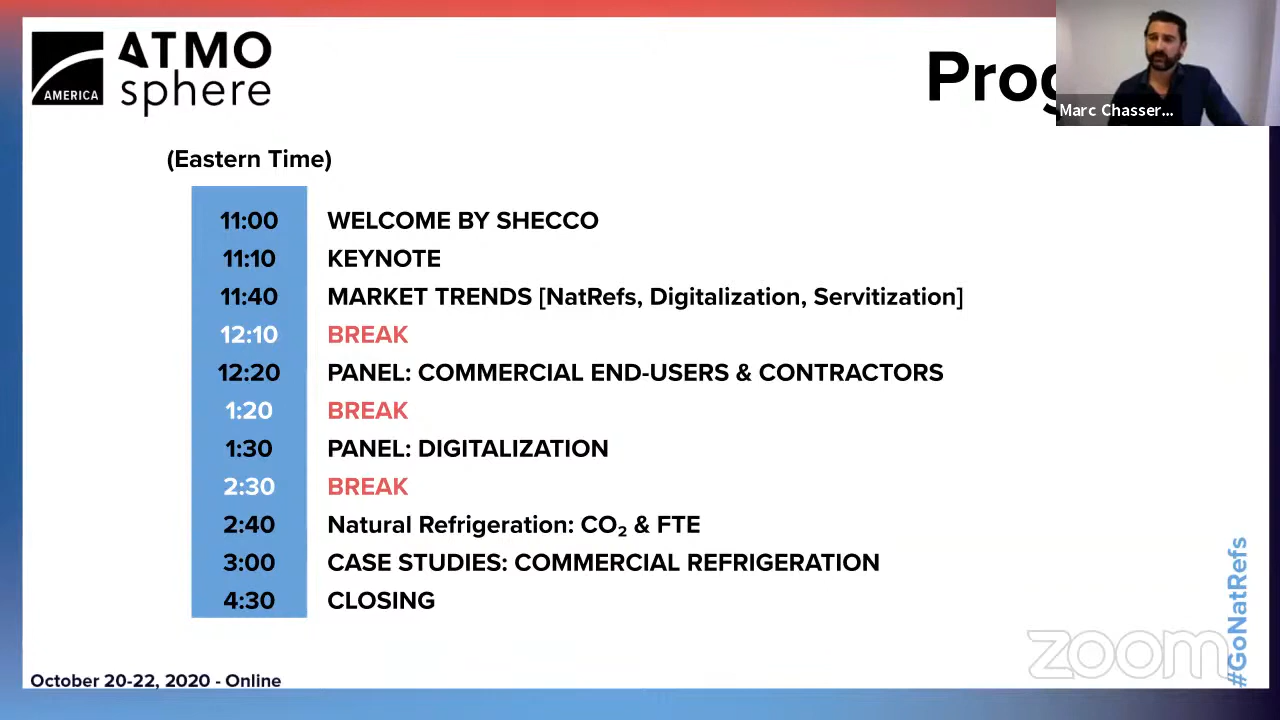 ATMO
sphere
AMERICA
Prog
Marc Chasser...
(Eastern Time)
11:00 WELCOME BY SHECCO
11:10 KEYNOTE
11:40 MARKET TRENDS [NatRefs, Digitalization, Servitization]
12:10 BREAK
12:20 PANEL: COMMERCIAL END-USERS & CONTRACTORS
1:20 BREAK
1:30 PANEL: DIGITALIZATION
2:30 BREAK
2:40 Natural Refrigeration: CO₂ & FTE
3:00 CASE STUDIES: COMMERCIAL REFRIGERATION
4:30 CLOSING
#GoNatRefs
zoom
October 20-22, 2020 - Online